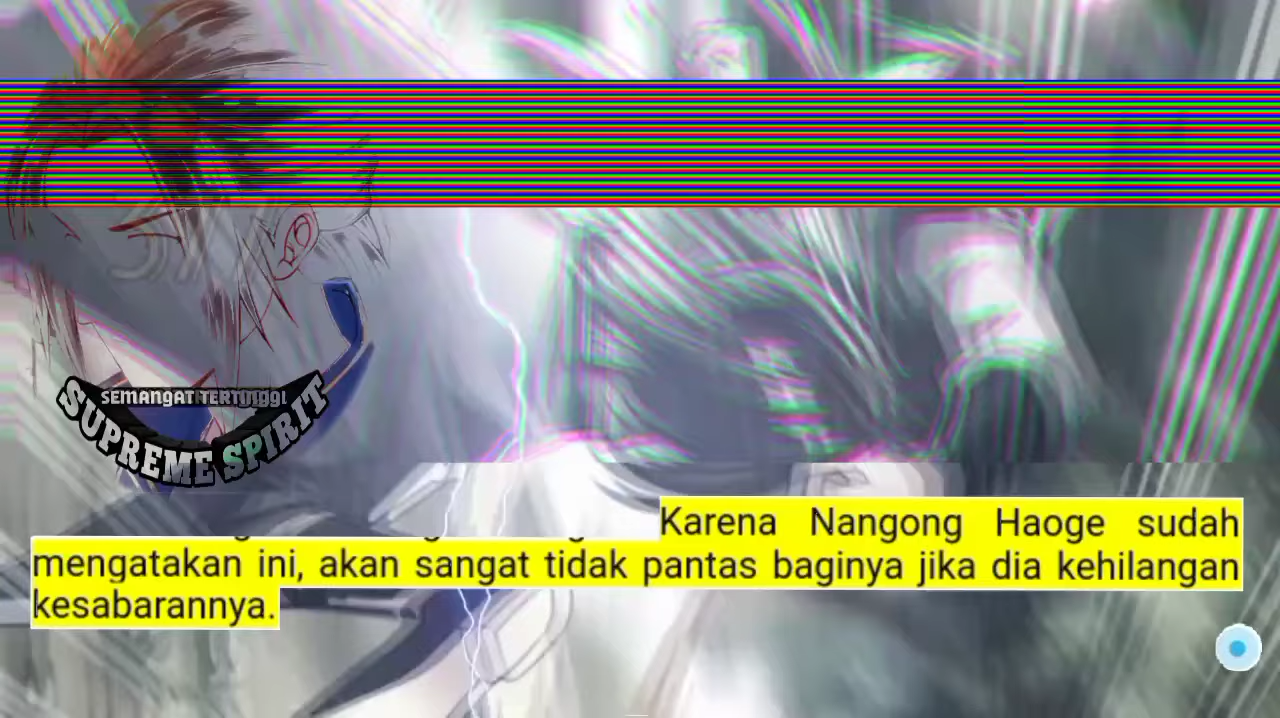 SEMANGAT TERTINGGI
SUPREME SPIRIT
Karena Nangong Haoge sudah
mengatakan ini, akan sangat tidak pantas baginya jika dia kehilangan
kesabarannya.